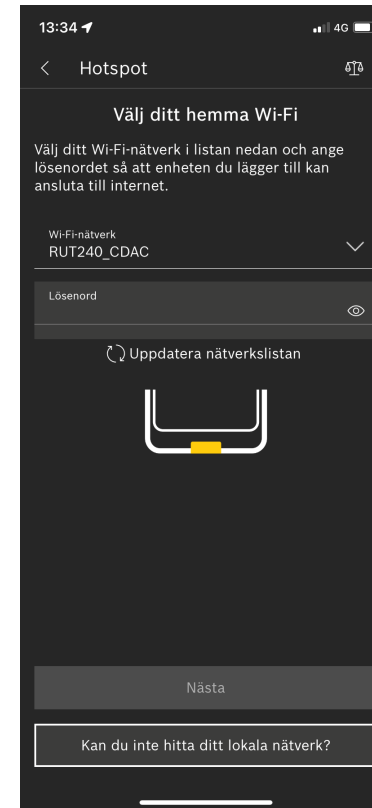 13:34
4G
Hotspot
Välj ditt hemma Wi-Fi
Välj ditt Wi-Fi-nätverk i listan nedan och ange
lösenordet så att enheten du lägger till kan
ansluta till internet.
Wi-Fi-nätverk
RUT240_CDAC
Lösenord
Uppdatera nätverkslistan
Nästa
Kan du inte hitta ditt lokala nätverk?